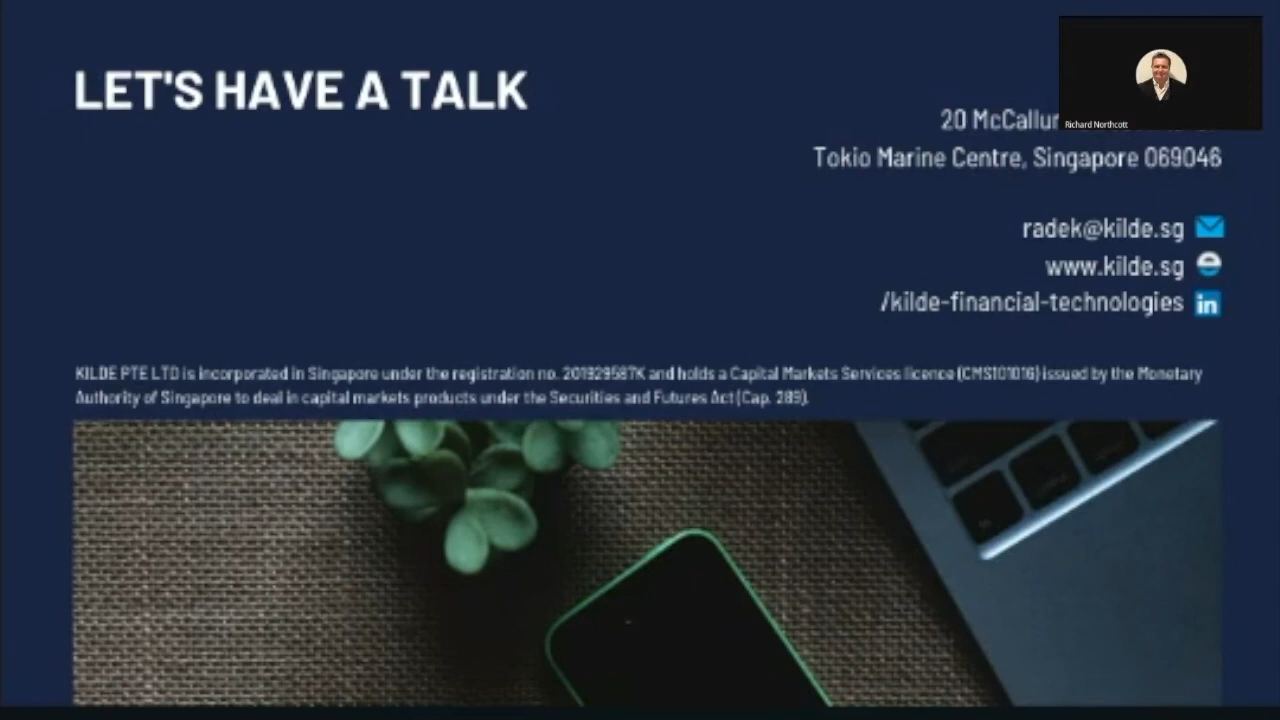 LET'S HAVE A TALK
Richard Northcott
20 McCallum
Tokio Marine Centre, Singapore 069046
radek@kilde.sg
www.kilde.sg
/kilde-financial-technologies
KILDE PTE LTD is incorporated in Singapore under the registration no. 201929587K and holds a Capital Markets Services licence (CMS101016) issued by the Monetary
Authority of Singapore to deal in capital markets products under the Securities and Futures Act (Cap. 289).